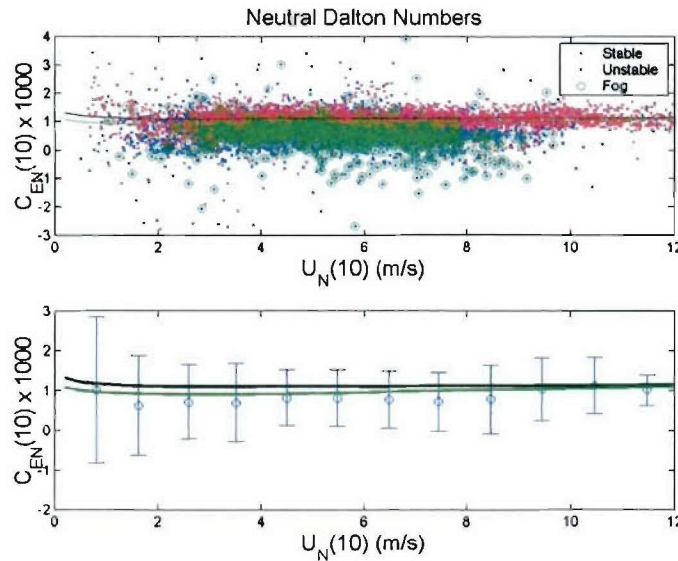 Neutral Dalton Numbers
4
3
2
1
0
-1
-2
-3
C_EN(10) x 1000
Stable
Unstable
Fog
0 2 4 6 8 10 12
U_N(10) (m/s)
3
2
1
0
-1
-2
C_EN(10) x 1000
0 2 4 6 8 10 12
U_N(10) (m/s)